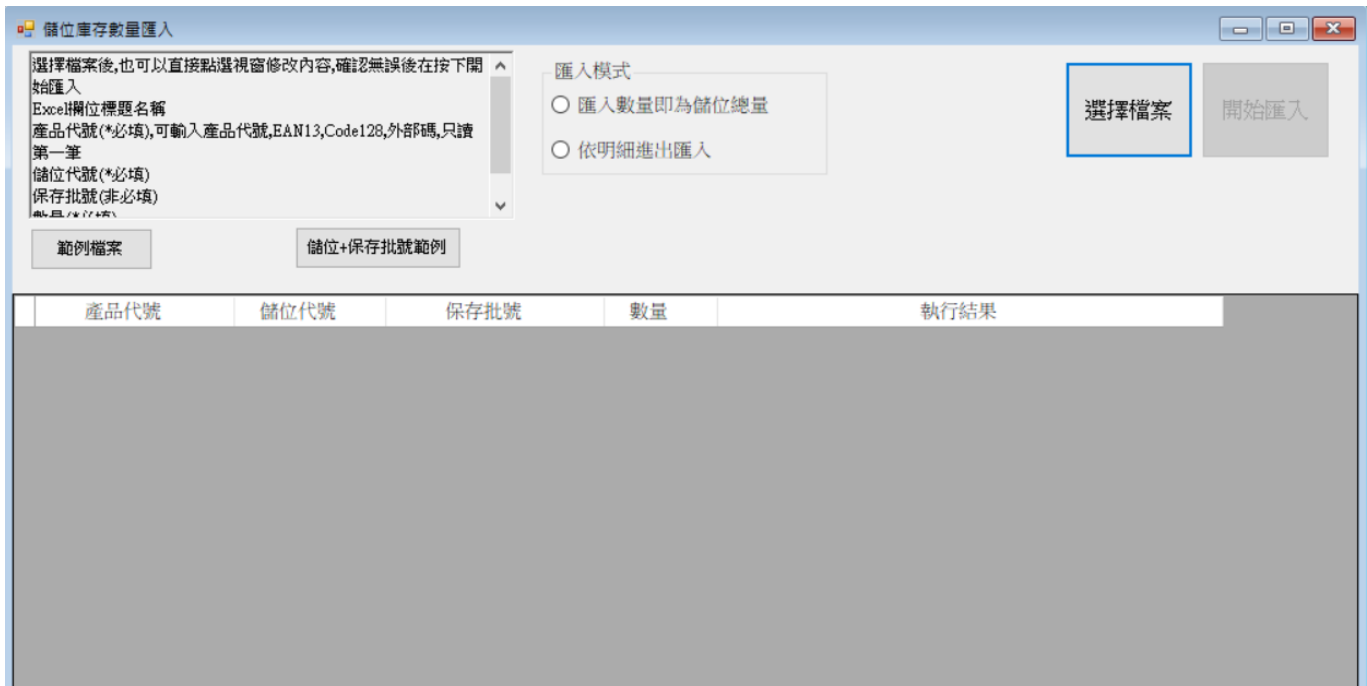 儲位庫存數量匯入
選擇檔案後,也可以直接點選視窗修改內容,確認無誤後在按下開
始匯入
Excel欄位標題名稱
產品代號(*必填),可輸入產品代號,EAN13,Code128,外部碼,只讀
第一筆
儲位代號(*必填)
保存批號(非必填)
數量(*必填)
範例檔案
儲位+保存批號範例
匯入模式
匯入數量即為儲位總量
依明細進出匯入
選擇檔案
開始匯入
產品代號 儲位代號 保存批號 數量 執行結果